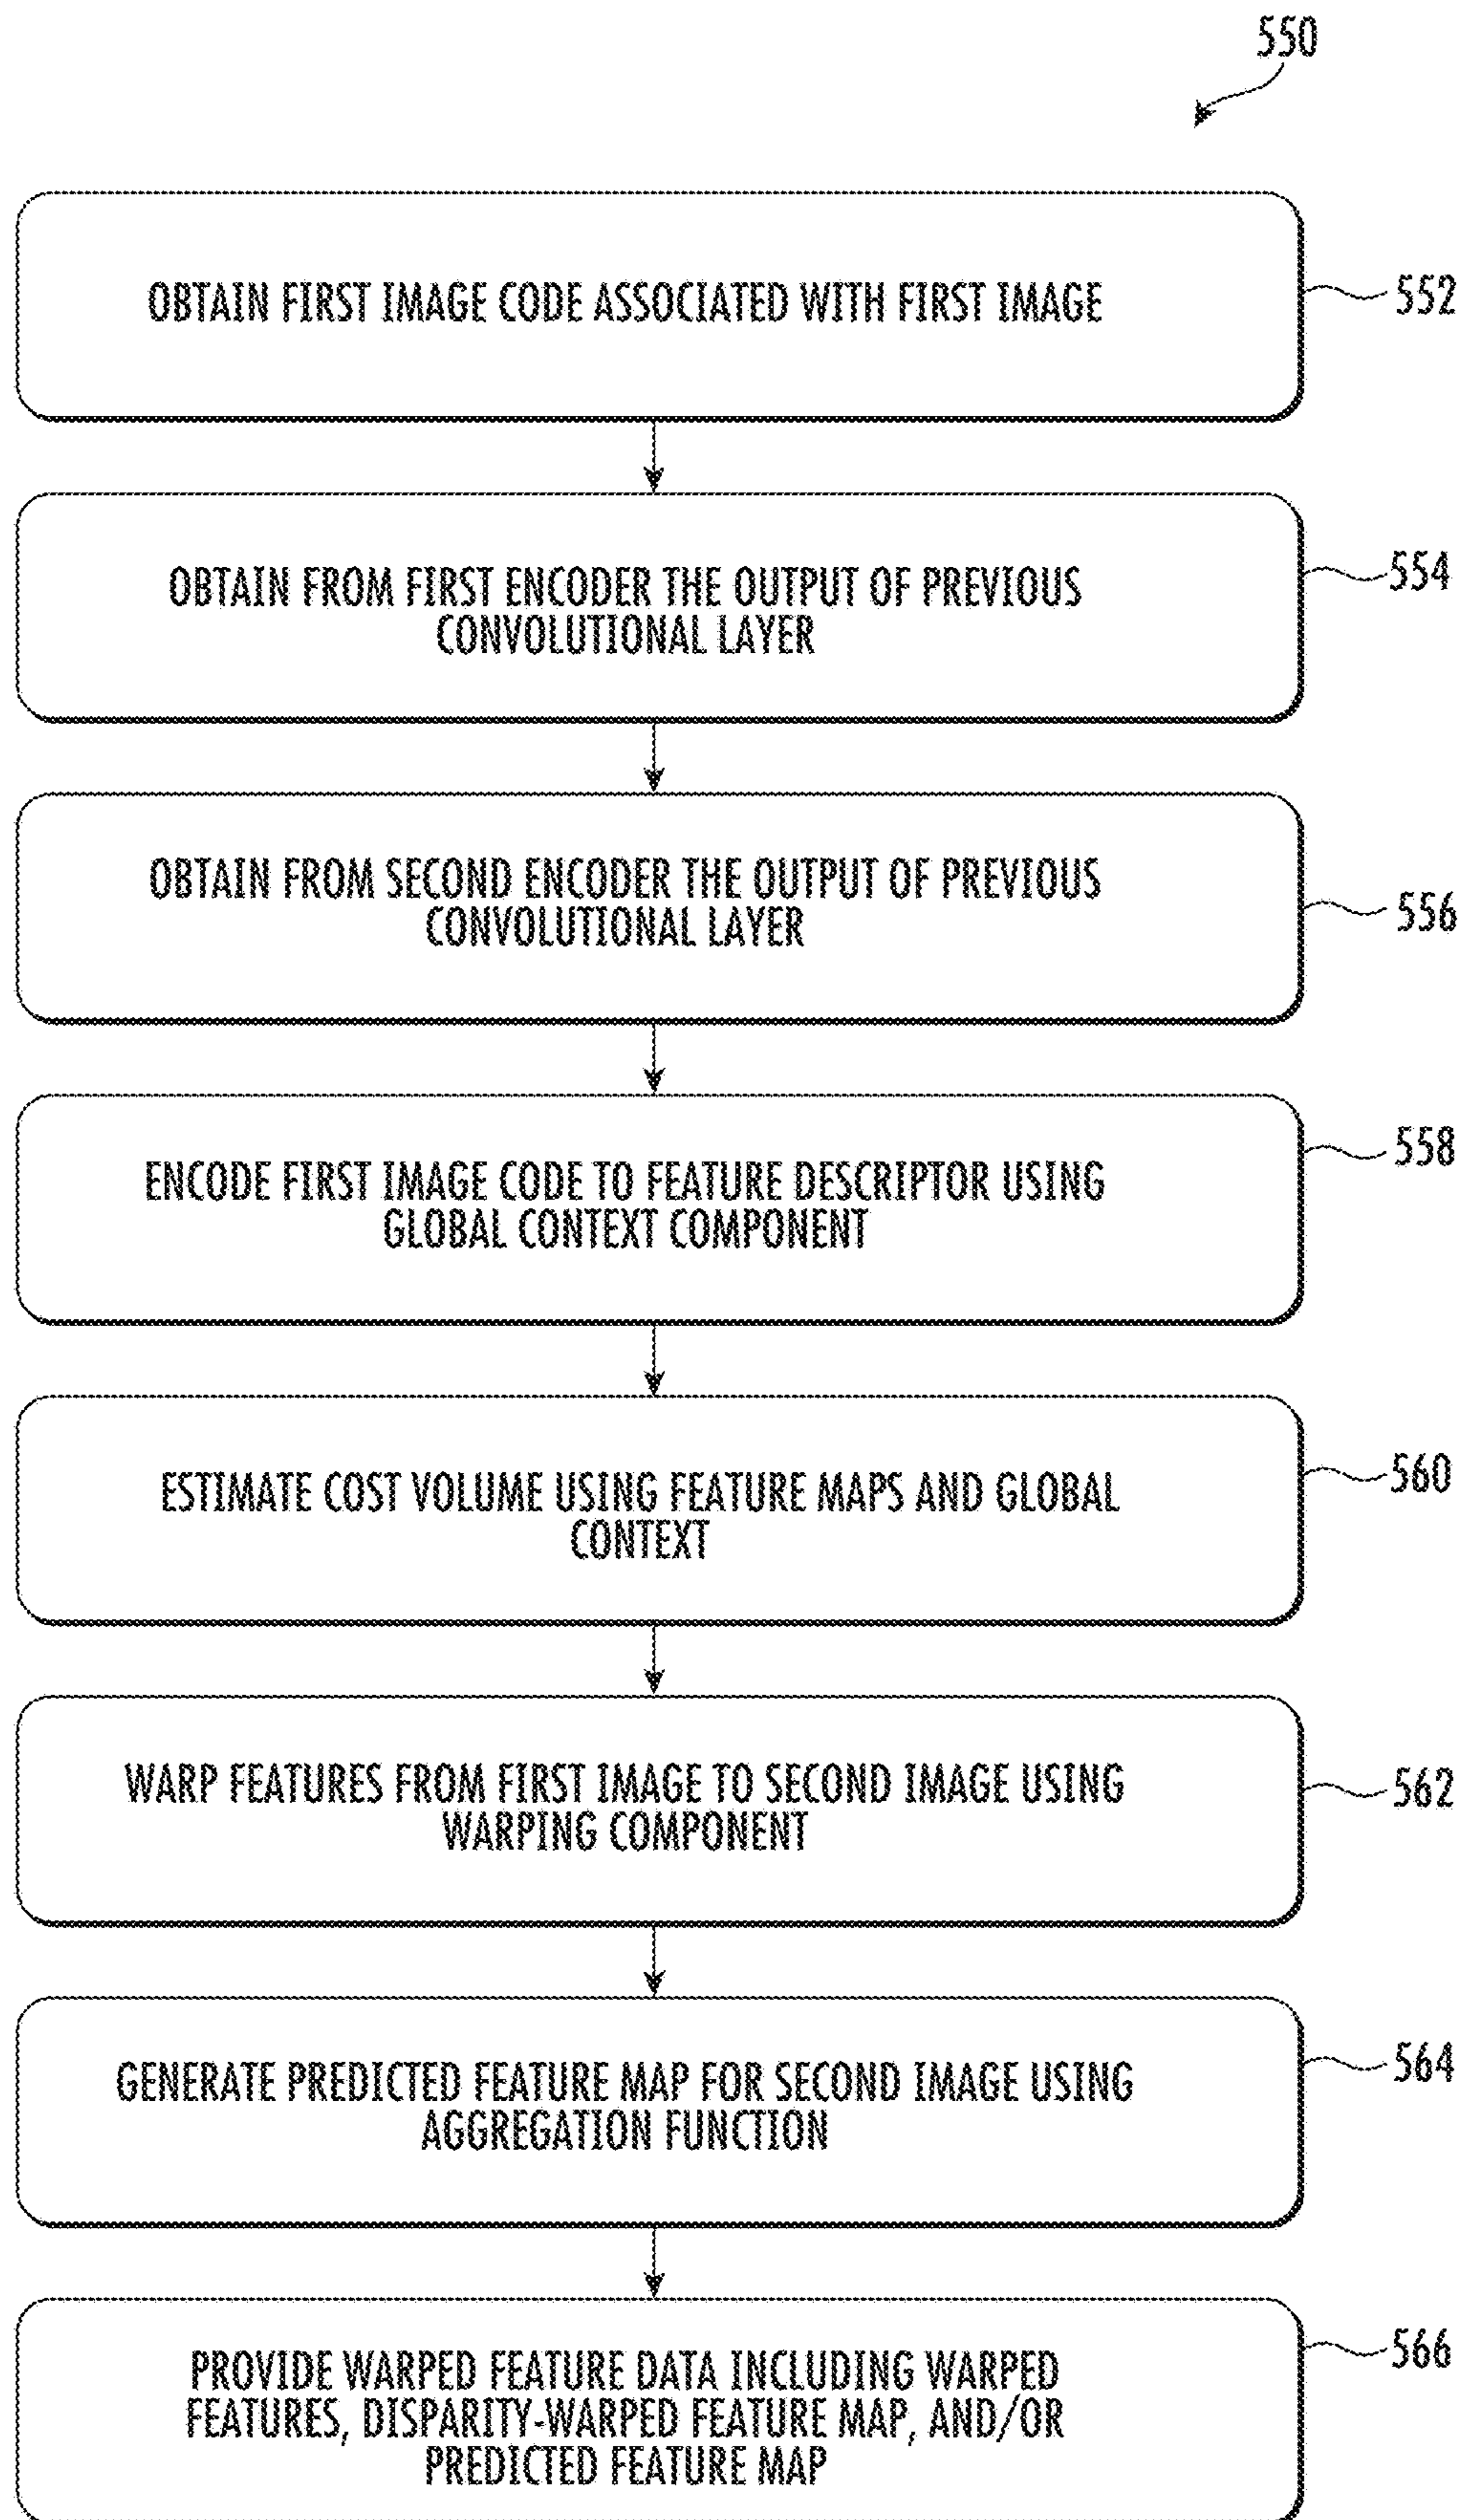 550
OBTAIN FIRST IMAGE CODE ASSOCIATED WITH FIRST IMAGE
552
OBTAIN FROM FIRST ENCODER THE OUTPUT OF PREVIOUS
CONVOLUTIONAL LAYER
554
OBTAIN FROM SECOND ENCODER THE OUTPUT OF PREVIOUS
CONVOLUTIONAL LAYER
556
ENCODE FIRST IMAGE CODE TO FEATURE DESCRIPTOR USING
GLOBAL CONTEXT COMPONENT
558
ESTIMATE COST VOLUME USING FEATURE MAPS AND GLOBAL
CONTEXT
560
WARP FEATURES FROM FIRST IMAGE TO SECOND IMAGE USING
WARPING COMPONENT
562
GENERATE PREDICTED FEATURE MAP FOR SECOND IMAGE USING
AGGREGATION FUNCTION
564
PROVIDE WARPED FEATURE DATA INCLUDING WARPED
FEATURES, DISPARITY-WARPED FEATURE MAP, AND/OR
PREDICTED FEATURE MAP
566